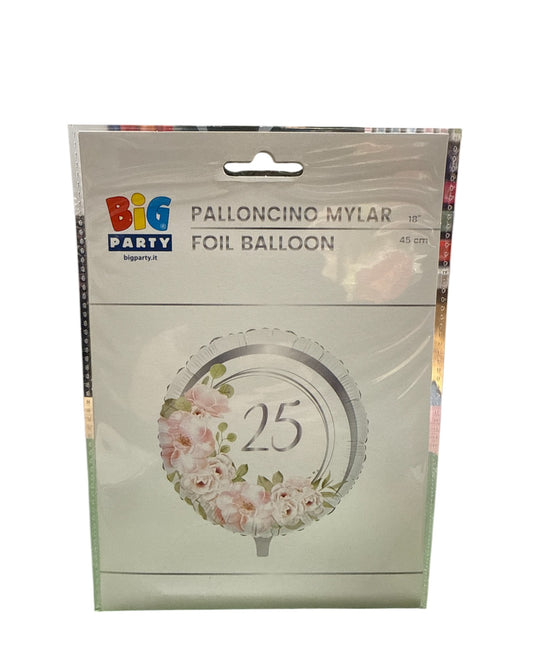 BiG
PARTY
bigparty.it
PALLONCINO MYLAR 18"
FOIL BALLOON 45 cm
25